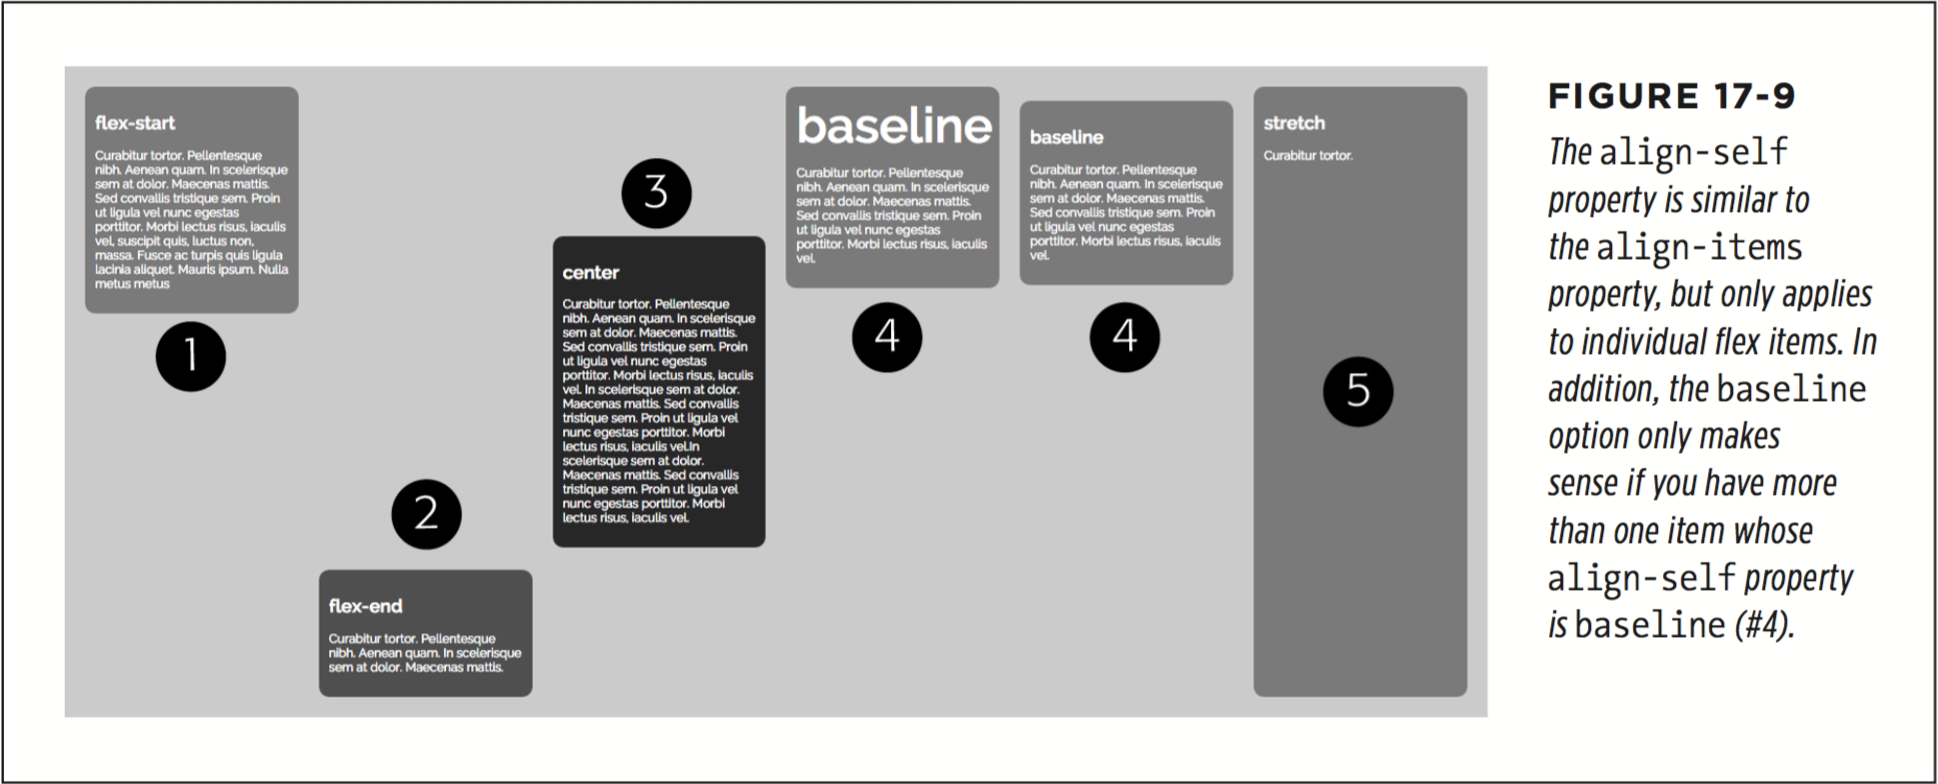 flex-start
Curabitur tortor. Pellentesque
nibh. Aenean quam. In scelerisque
sem at dolor. Maecenas mattis.
Sed convallis tristique sem. Proin
ut ligula vel nunc egestas
porttitor. Morbi lectus risus, iaculis
vel, suscipit quis, luctus non,
massa. Fusce ac turpis quis ligula
lacinia aliquet. Mauris ipsum. Nulla
metus metus
1
2
flex-end
Curabitur tortor. Pellentesque
nibh. Aenean quam. In scelerisque
sem at dolor. Maecenas mattis.
3
center
Curabitur tortor. Pellentesque
nibh. Aenean quam. In scelerisque
sem at dolor. Maecenas mattis.
Sed convallis tristique sem. Proin
ut ligula vel nunc egestas
porttitor. Morbi lectus risus, iaculis
vel. In scelerisque sem at dolor.
Maecenas mattis. Sed convallis
tristique sem. Proin ut ligula vel
nunc egestas porttitor. Morbi
lectus risus, iaculis vel.In
scelerisque sem at dolor.
Maecenas mattis. Sed convallis
tristique sem. Proin ut ligula vel
nunc egestas porttitor. Morbi
lectus risus, iaculis vel.
baseline
Curabitur tortor. Pellentesque
nibh. Aenean quam. In scelerisque
sem at dolor. Maecenas mattis.
Sed convallis tristique sem. Proin
ut ligula vel nunc egestas
porttitor. Morbi lectus risus, iaculis
vel.
4
baseline
Curabitur tortor. Pellentesque
nibh. Aenean quam. In scelerisque
sem at dolor. Maecenas mattis.
Sed convallis tristique sem. Proin
ut ligula vel nunc egestas
porttitor. Morbi lectus risus, iaculis
vel.
4
stretch
Curabitur tortor.
5
FIGURE 17-9
The align-self
property is similar to
the align-items
property, but only applies
to individual flex items. In
addition, the baseline
option only makes
sense if you have more
than one item whose
align-self property
is baseline (#4).